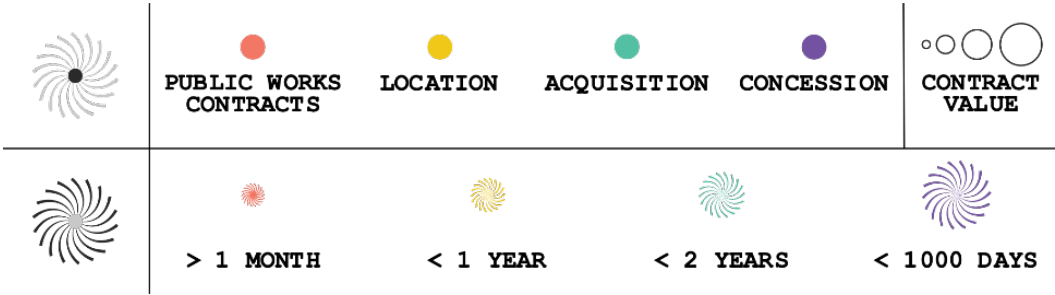 PUBLIC WORKS
CONTRACTS
LOCATION
ACQUISITION
CONCESSION
CONTRACT
VALUE
> 1 MONTH
< 1 YEAR
< 2 YEARS
< 1000 DAYS